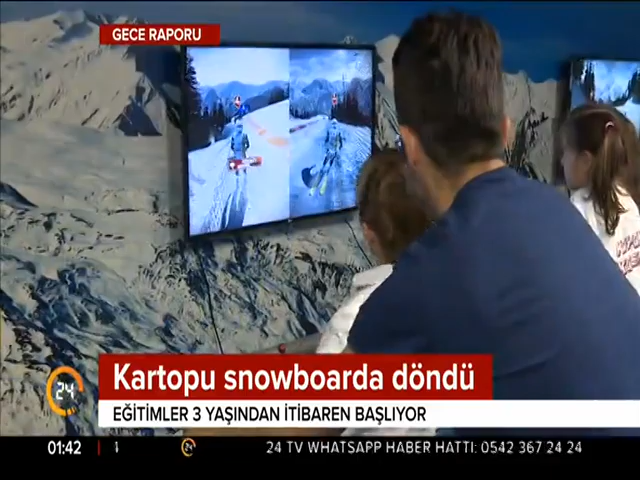 GECE RAPORU
Kartopu snowboarda döndü
24
EĞİTİMLER 3 YAŞINDAN İTİBAREN BAŞLIYOR
01:42
24 TV WHATSAPP HABER HATTI: 0542 367 24 24